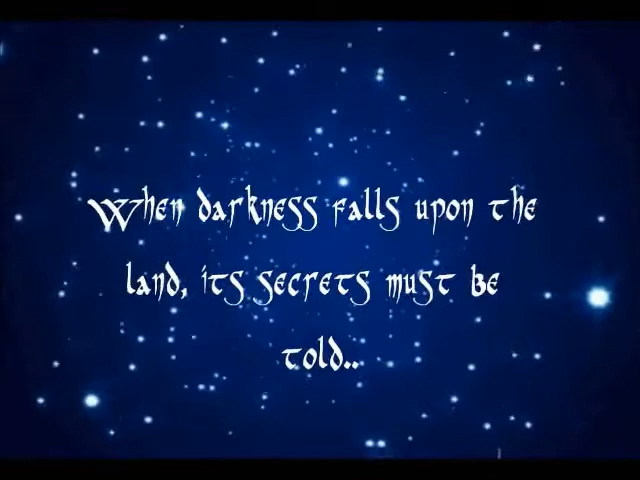 When darkness falls upon the
land, its secrets must be
told..